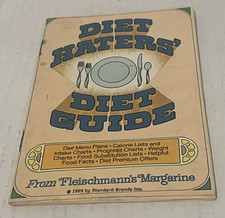 DIET
HATERS'
DIET
GUIDE
Diet Menu Plans • Calorie Lists and
Intake Charts • Progress Charts • Weight
Charts • Food Substitution Lists • Helpful
Food Facts • Diet Premium Offers
From Fleischmann's Margarine
© 1969 by Standard Brands Inc.